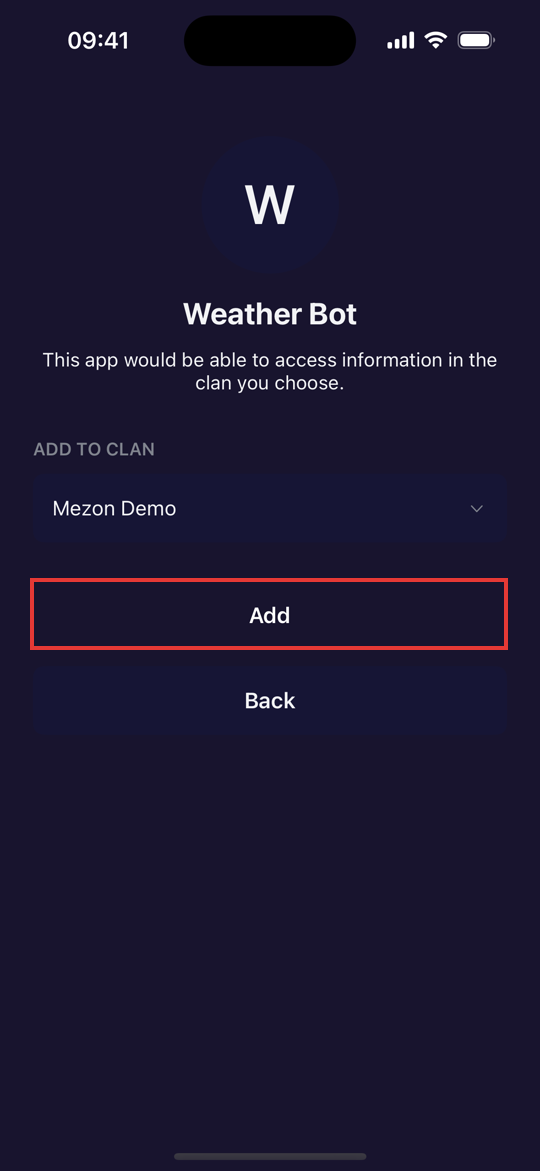 09:41
W
Weather Bot
This app would be able to access information in the
clan you choose.
ADD TO CLAN
Mezon Demo
Add
Back